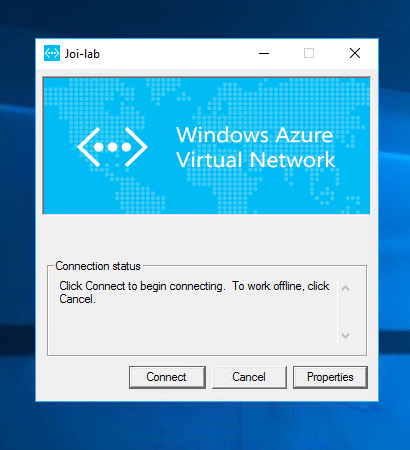 Joi-lab
Windows Azure
Virtual Network
Connection status
Click Connect to begin connecting.  To work offline, click
Cancel.
Connect Cancel Properties